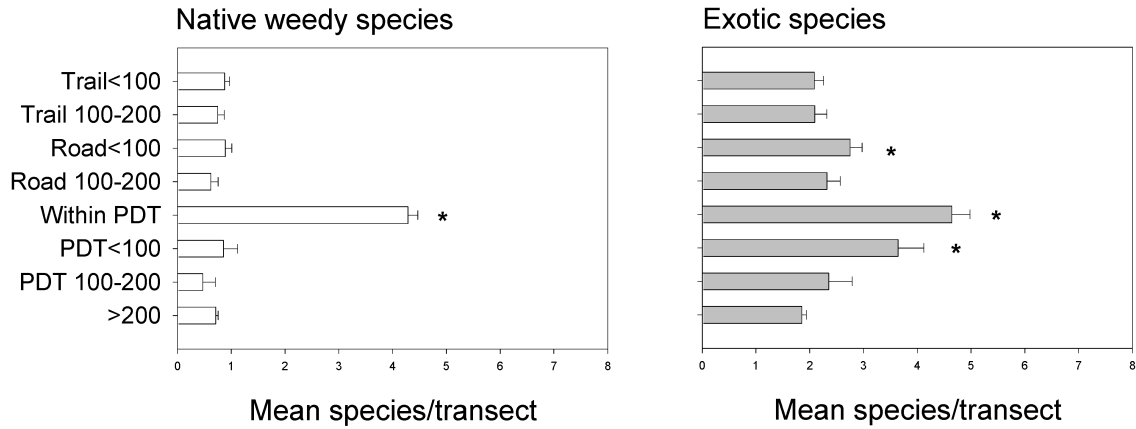 Native weedy species
Exotic species
Trail<100
Trail 100-200
Road<100
*
Road 100-200
Within PDT
*
*
PDT<100
*
PDT 100-200
>200
0 1 2 3 4 5 6 7 8
0 1 2 3 4 5 6 7 8
Mean species/transect
Mean species/transect